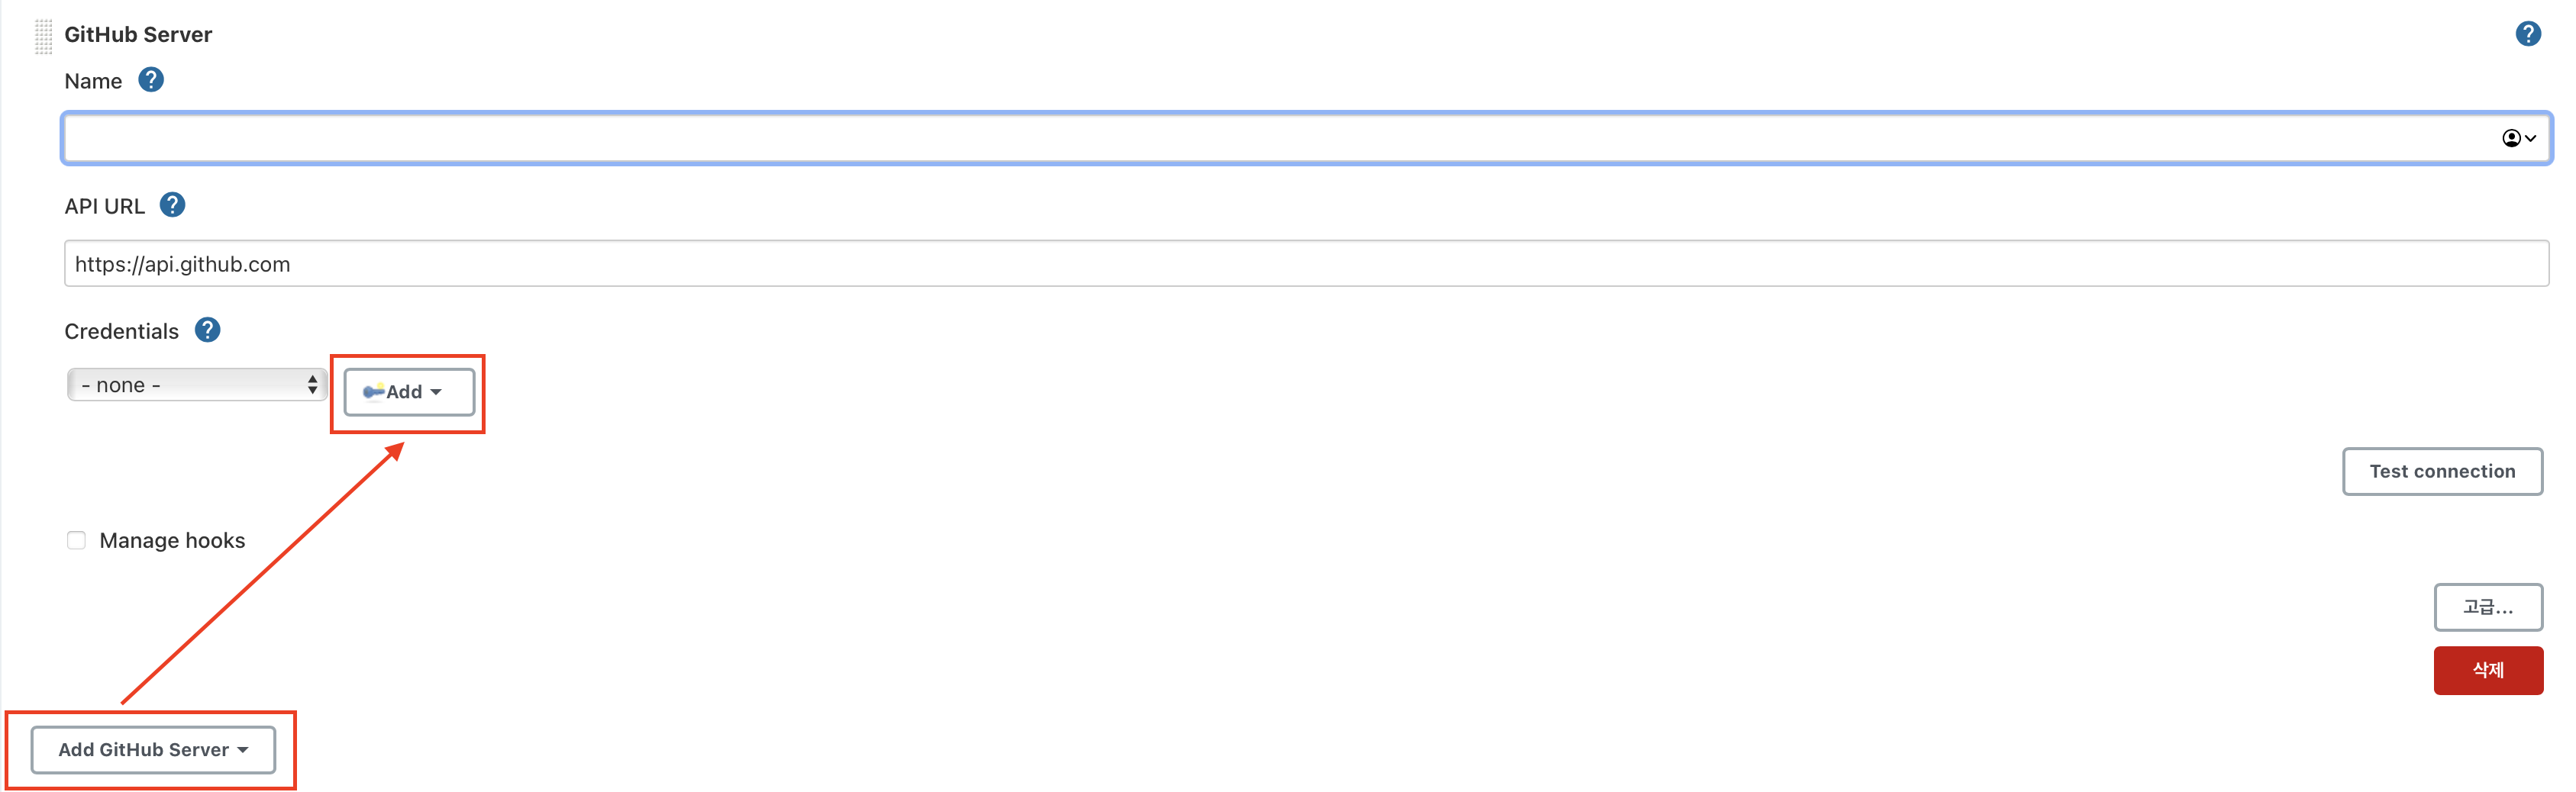 GitHub Server
Name
API URL
https://api.github.com
Credentials
- none -
Add
Test connection
Manage hooks
고급...
삭제
Add GitHub Server